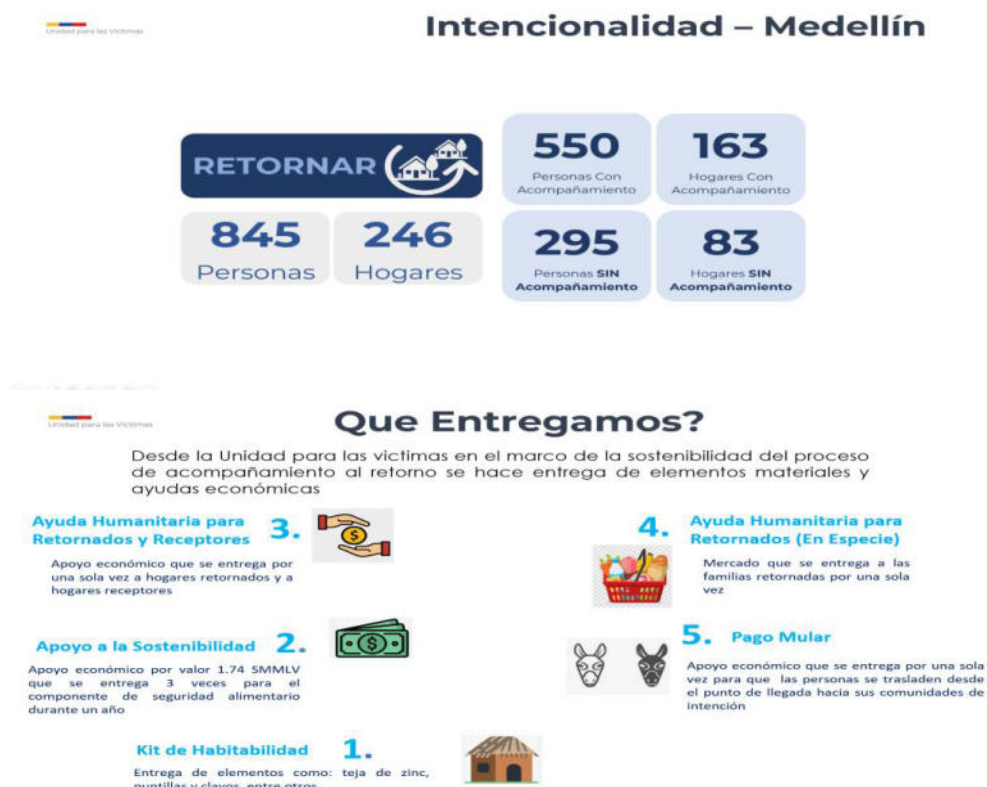 Unidad para las Víctimas
Intencionalidad – Medellín
RETORNAR
845
Personas
246
Hogares
550
Personas Con
Acompañamiento
163
Hogares Con
Acompañamiento
295
Personas SIN
Acompañamiento
83
Hogares SIN
Acompañamiento
Unidad para las Víctimas
Que Entregamos?
Desde la Unidad para las victimas en el marco de la sostenibilidad del proceso
de acompañamiento al retorno se hace entrega de elementos materiales y
ayudas económicas
Ayuda Humanitaria para
Retornados y Receptores
3.
Apoyo económico que se entrega por
una sola vez a hogares retornados y a
hogares receptores
4.
Ayuda Humanitaria para
Retornados (En Especie)
Mercado que se entrega a las
familias retornadas por una sola
vez
Apoyo a la Sostenibilidad 2.
Apoyo económico por valor 1.74 SMMLV
que se entrega 3 veces para el
componente de seguridad alimentario
durante un año
5. Pago Mular
Apoyo económico que se entrega por una sola
vez para que las personas se trasladen desde
el punto de llegada hacia sus comunidades de
intención
Kit de Habitabilidad 1.
Entrega de elementos como: teja de zinc,
puntillas y clavos, entre otros